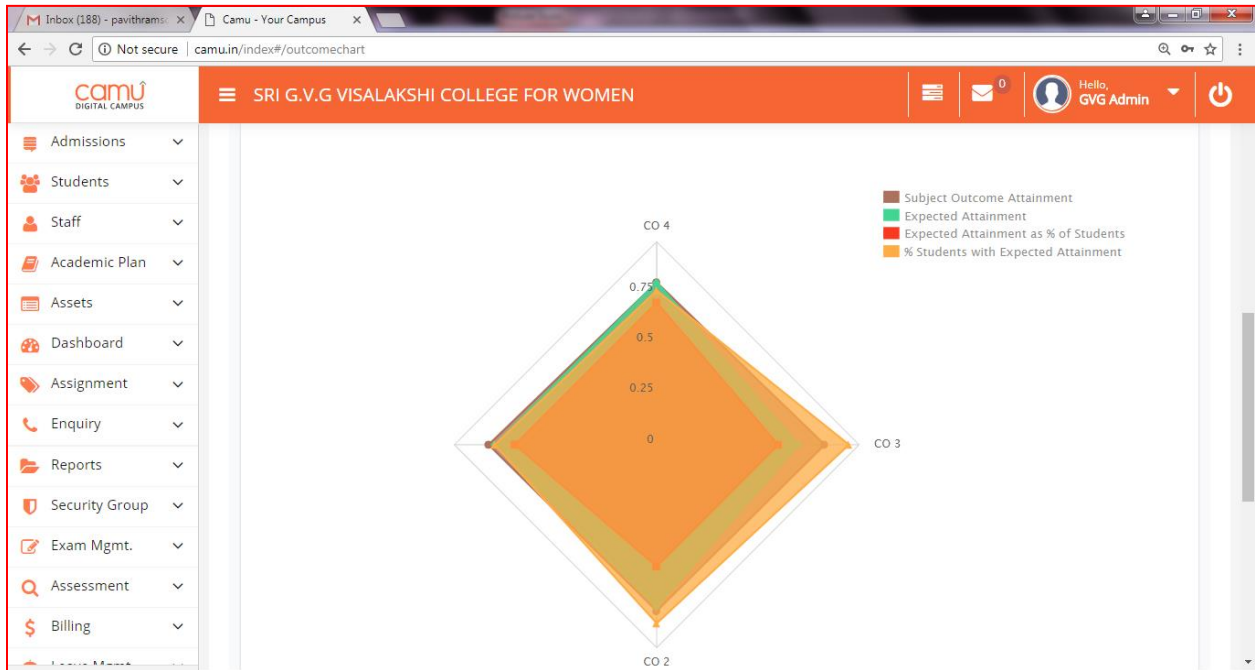 Inbox (188) - pavithrams
Camu - Your Campus
Not secure camu.in/index#/outcomechart
camu
DIGITAL CAMPUS
SRI G.V.G VISALAKSHI COLLEGE FOR WOMEN
0
Hello,
GVG Admin
Admissions
Students
Staff
Academic Plan
Assets
Dashboard
Assignment
Enquiry
Reports
Security Group
Exam Mgmt.
Assessment
Billing
Subject Outcome Attainment
Expected Attainment
Expected Attainment as % of Students
% Students with Expected Attainment
CO 4
0.75
0.5
0.25
0
CO 3
CO 2